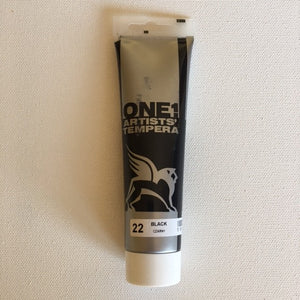 ONE1
ARTISTS'
TEMPERA
22
BLACK